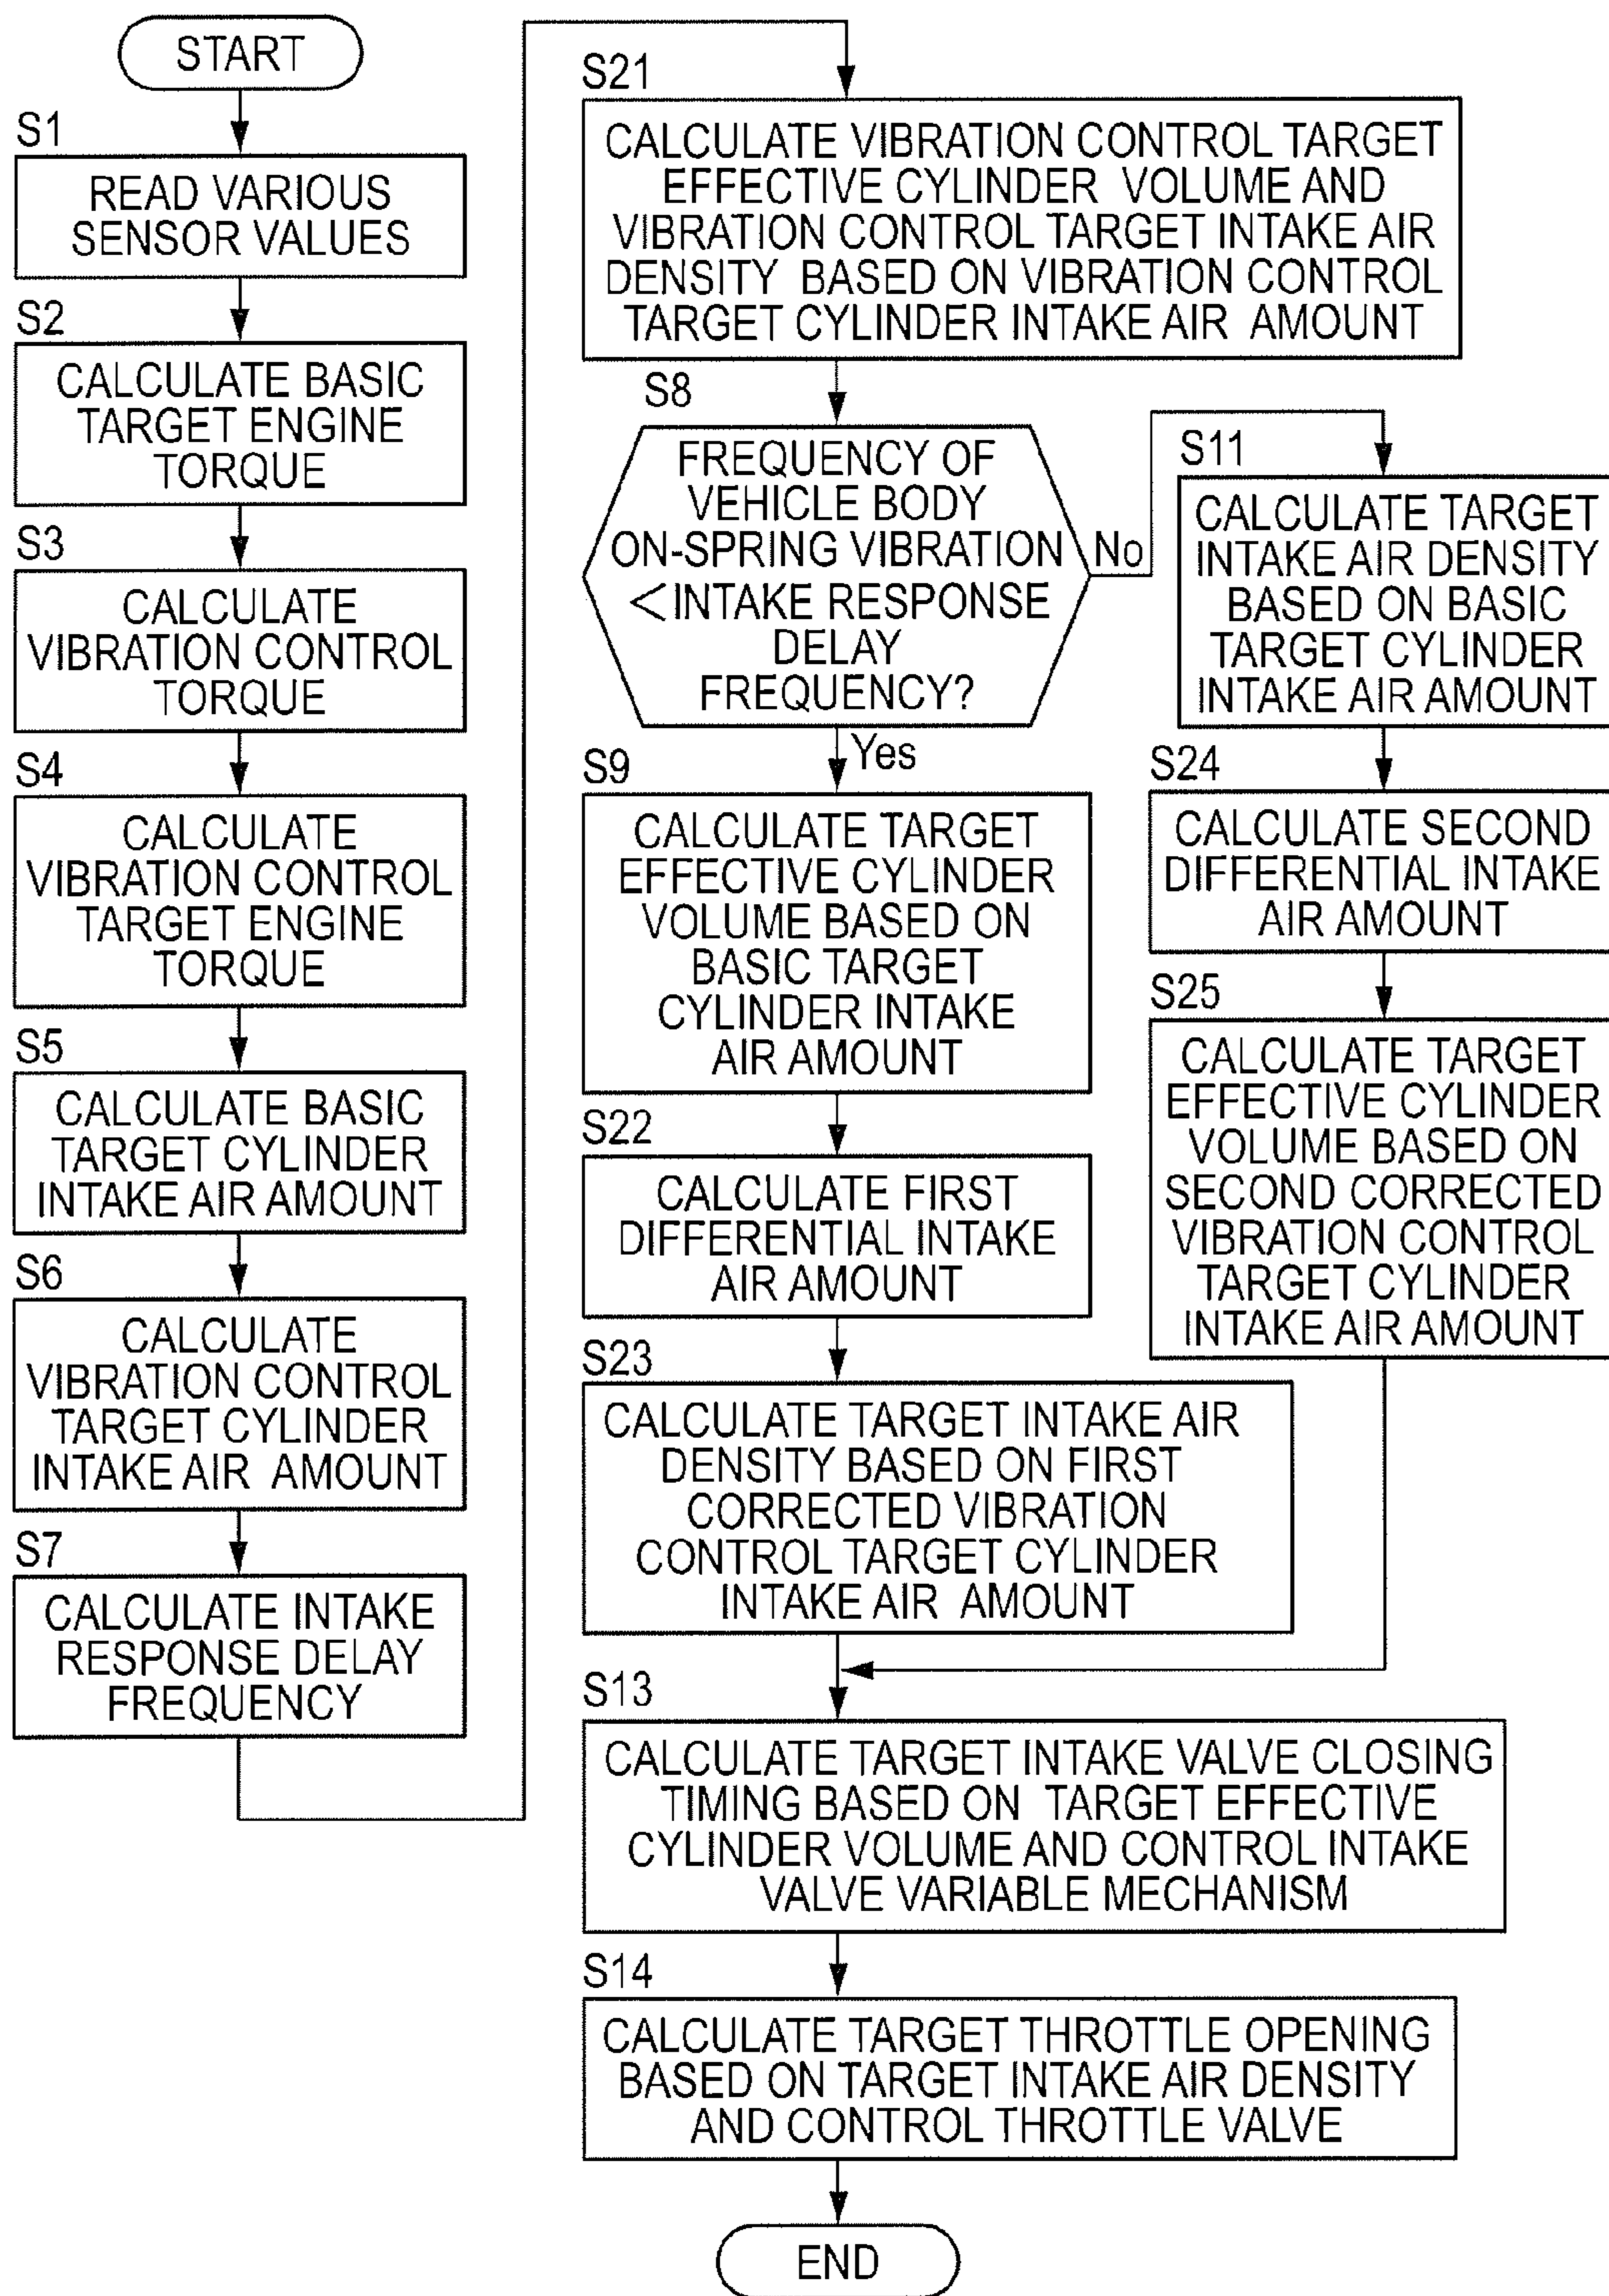 START
S1
READ VARIOUS
SENSOR VALUES
S2
CALCULATE BASIC
TARGET ENGINE
TORQUE
S3
CALCULATE
VIBRATION CONTROL
TORQUE
S4
CALCULATE
VIBRATION CONTROL
TARGET ENGINE
TORQUE
S5
CALCULATE BASIC
TARGET CYLINDER
INTAKE AIR AMOUNT
S6
CALCULATE
VIBRATION CONTROL
TARGET CYLINDER
INTAKE AIR AMOUNT
S7
CALCULATE INTAKE
RESPONSE DELAY
FREQUENCY
S21
CALCULATE VIBRATION CONTROL TARGET
EFFECTIVE CYLINDER VOLUME AND
VIBRATION CONTROL TARGET INTAKE AIR
DENSITY BASED ON VIBRATION CONTROL
TARGET CYLINDER INTAKE AIR AMOUNT
S8
FREQUENCY OF
VEHICLE BODY
ON-SPRING VIBRATION
<INTAKE RESPONSE
DELAY
FREQUENCY?
No
Yes
S9
CALCULATE TARGET
EFFECTIVE CYLINDER
VOLUME BASED ON
BASIC TARGET
CYLINDER INTAKE
AIR AMOUNT
S22
CALCULATE FIRST
DIFFERENTIAL INTAKE
AIR AMOUNT
S23
CALCULATE TARGET INTAKE AIR
DENSITY BASED ON FIRST
CORRECTED VIBRATION
CONTROL TARGET CYLINDER
INTAKE AIR AMOUNT
S11
CALCULATE TARGET
INTAKE AIR DENSITY
BASED ON BASIC
TARGET CYLINDER
INTAKE AIR AMOUNT
S24
CALCULATE SECOND
DIFFERENTIAL INTAKE
AIR AMOUNT
S25
CALCULATE TARGET
EFFECTIVE CYLINDER
VOLUME BASED ON
SECOND CORRECTED
VIBRATION CONTROL
TARGET CYLINDER
INTAKE AIR AMOUNT
S13
CALCULATE TARGET INTAKE VALVE CLOSING
TIMING BASED ON TARGET EFFECTIVE
CYLINDER VOLUME AND CONTROL INTAKE
VALVE VARIABLE MECHANISM
S14
CALCULATE TARGET THROTTLE OPENING
BASED ON TARGET INTAKE AIR DENSITY
AND CONTROL THROTTLE VALVE
END